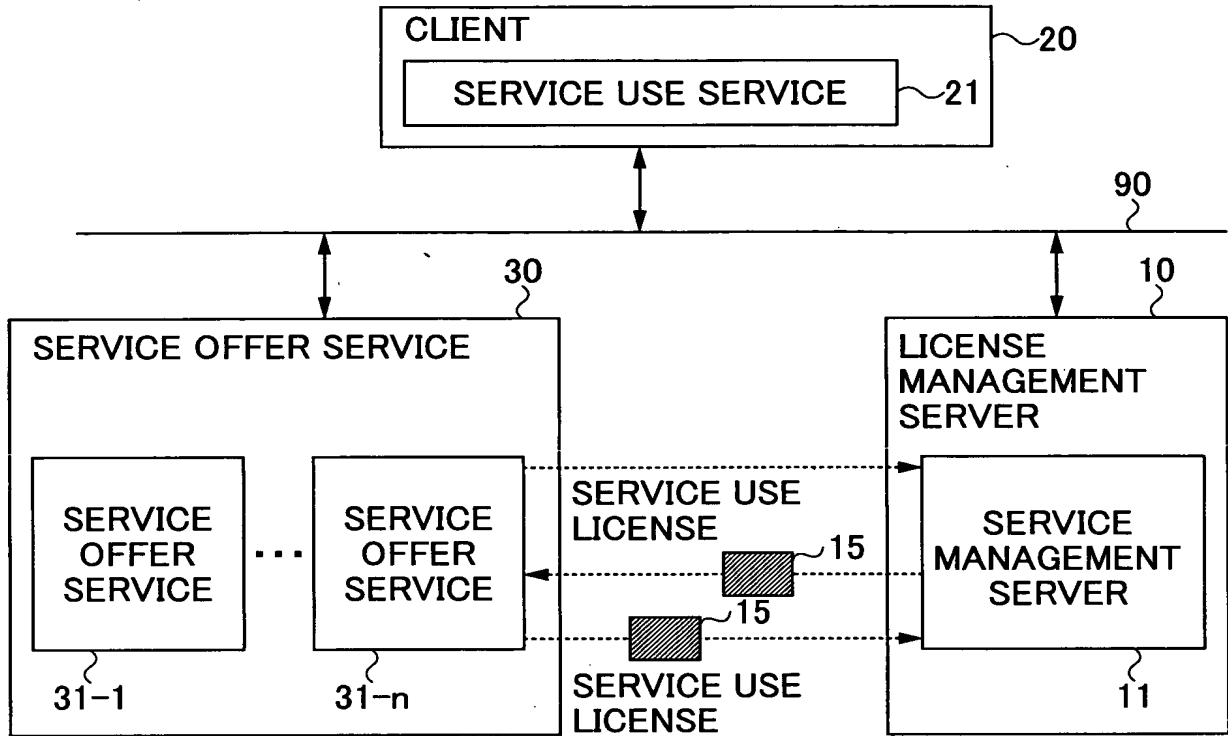 CLIENT
20
SERVICE USE SERVICE
21
90
30
10
SERVICE OFFER SERVICE
LICENSE
MANAGEMENT
SERVER
SERVICE
OFFER
SERVICE
...
SERVICE
OFFER
SERVICE
SERVICE USE
LICENSE
15
15
SERVICE USE
LICENSE
SERVICE
MANAGEMENT
SERVER
31-1
31-n
11